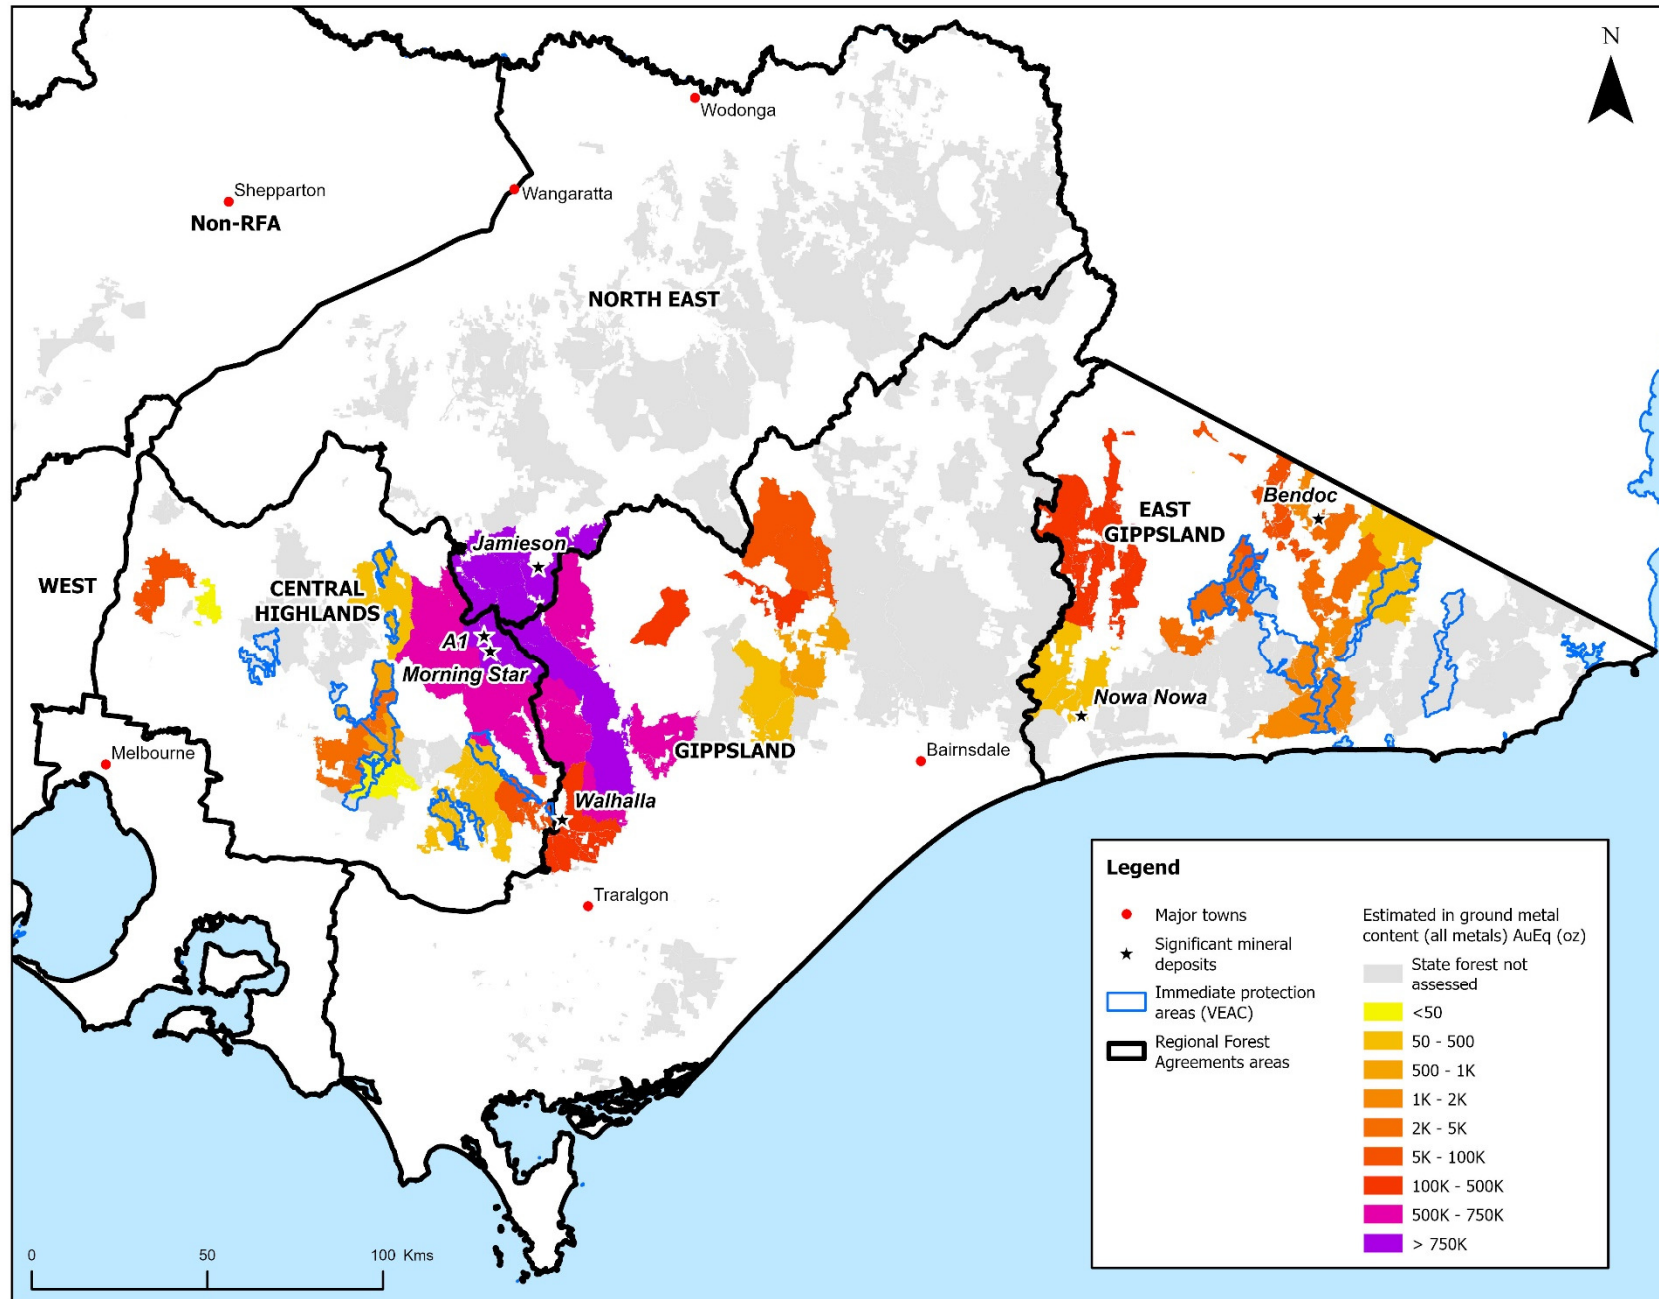 N
Wodonga
Shepparton
Wangaratta
Non-RFA
NORTH EAST
Bendoc
EAST
GIPPSLAND
Jamieson
WEST
CENTRAL
HIGHLANDS
A1
Morning Star
Nowa Nowa
Melbourne
GIPPSLAND
Bairnsdale
Walhalla
Traralgon
Legend
Major towns
Significant mineral
deposits
Immediate protection
areas (VEAC)
Regional Forest
Agreements areas
Estimated in ground metal
content (all metals) AuEq (oz)
State forest not
assessed
<50
50 - 500
500 - 1K
1K - 2K
2K - 5K
5K - 100K
100K - 500K
500K - 750K
> 750K
0 50 100 Kms